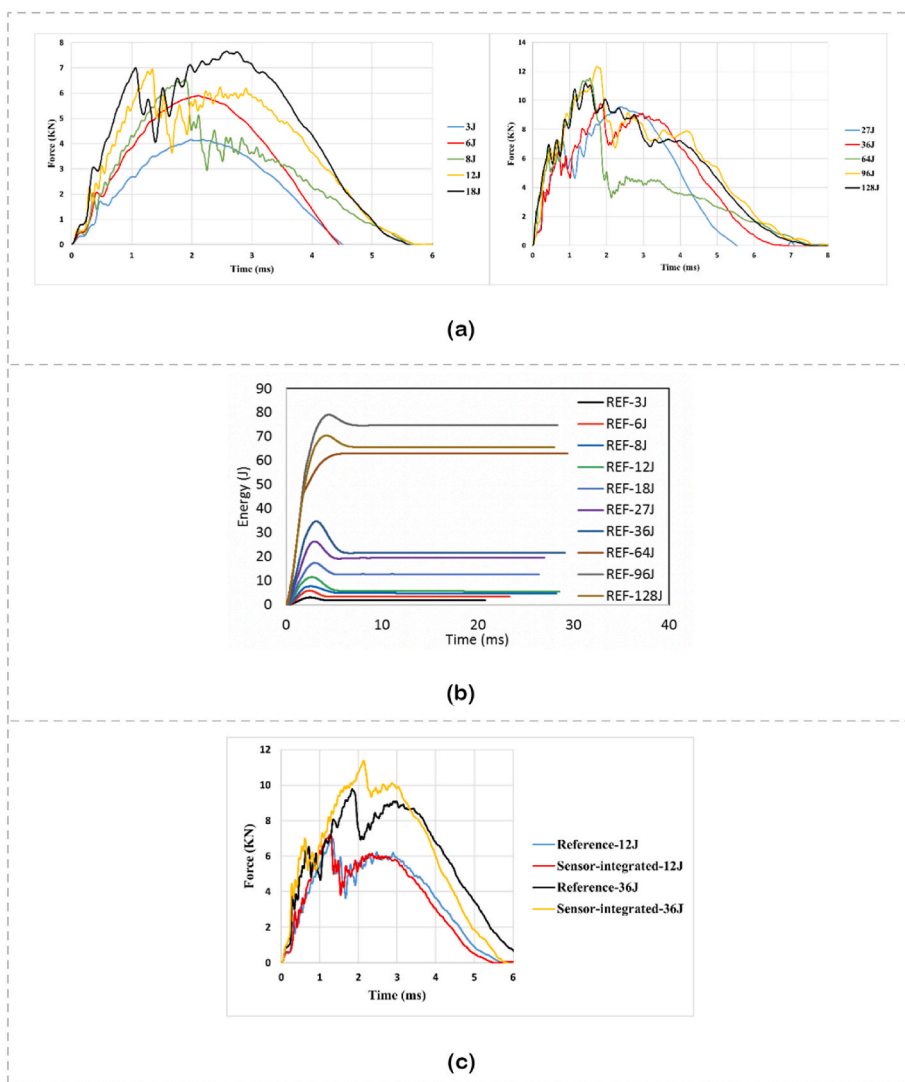 8
7
6
5
4
3
2
1
0
Force (KN)
0 1 2 3 4 5 6
Time (ms)
3J
6J
8J
12J
18J
14
12
10
8
6
4
2
0
Force (KN)
0 1 2 3 4 5 6 7 8
Time (ms)
27J
36J
64J
96J
128J
(a)
90
80
70
60
50
40
30
20
10
0
Energy (J)
0 10 20 30 40
Time (ms)
REF-3J
REF-6J
REF-8J
REF-12J
REF-18J
REF-27J
REF-36J
REF-64J
REF-96J
REF-128J
(b)
12
10
8
6
4
2
0
Force (KN)
0 1 2 3 4 5 6
Time (ms)
Reference-12J
Sensor-integrated-12J
Reference-36J
Sensor-integrated-36J
(c)